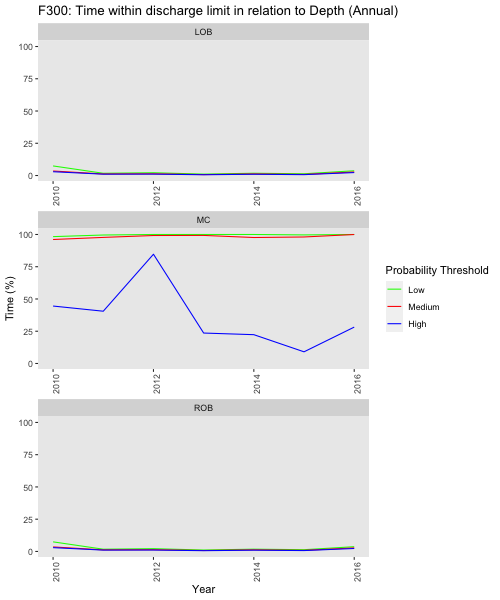 F300: Time within discharge limit in relation to Depth (Annual)
LOB
100
75
50
25
0
2010
2012
2014
2016
MC
100
75
50
25
0
2010
2012
2014
2016
Time (%)
Probability Threshold
Low
Medium
High
ROB
100
75
50
25
0
2010
2012
2014
2016
Year